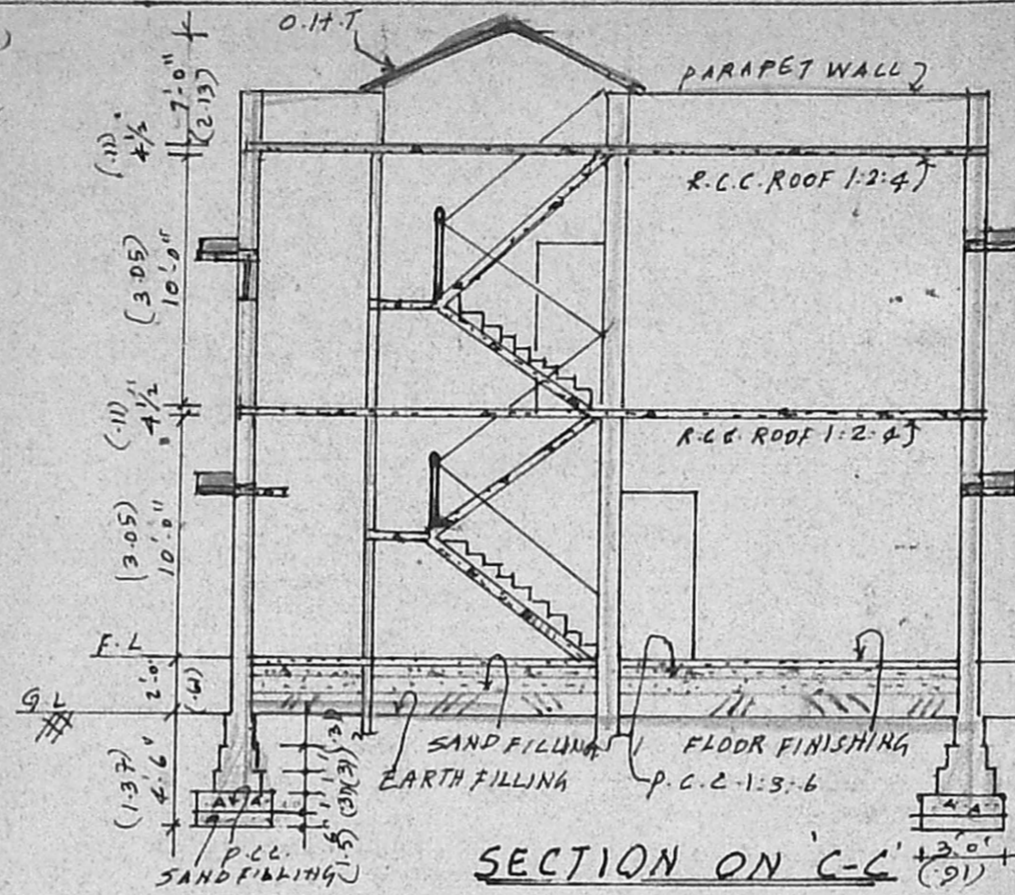 O.H.T
PARAPET WALL
7'-0"
(2.13)
(.11)
4½"
R.C.C. ROOF 1:2:4
(3.05)
10'-0"
(.11)
4½"
R.C.C. ROOF 1:2:4
(3.05)
10'-0"
F.L
2'-0"
(.61)
G.L
SAND FILLING
FLOOR FINISHING
EARTH FILLING
P.C.C. 1:3:6
(1.37)
4'-6"
P.C.C.
SAND FILLING
SECTION ON 'C-C'
3'-0"
(.91)